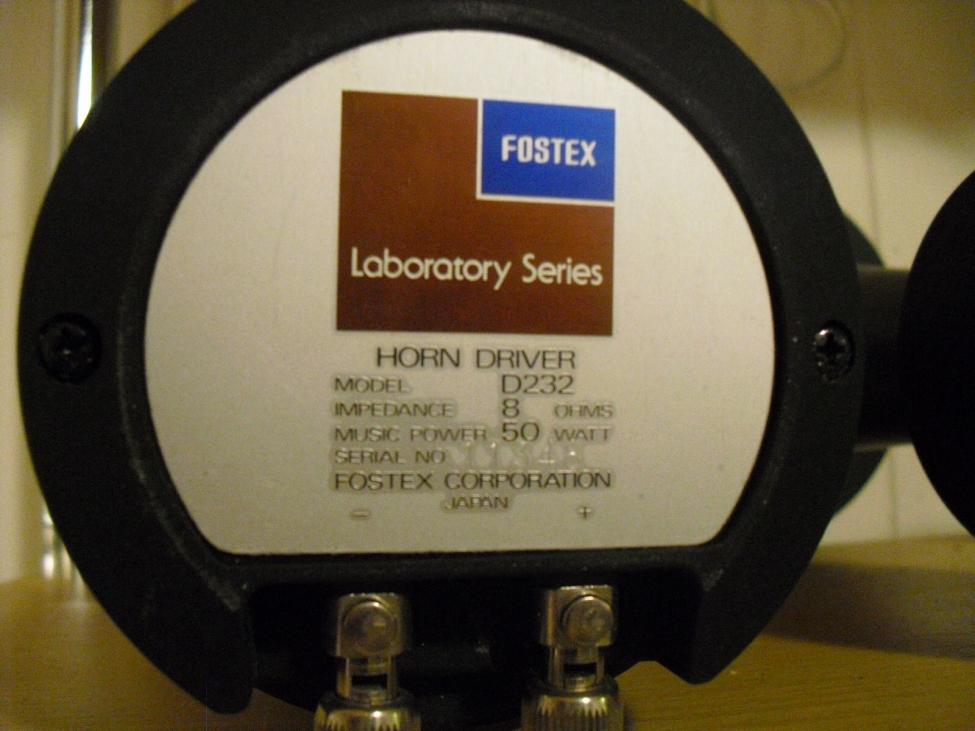 FOSTEX
Laboratory Series
HORN DRIVER
MODEL D232
IMPEDANCE 8 OHMS
MUSIC POWER 50 WATT
SERIAL NO
FOSTEX CORPORATION
JAPAN
- +